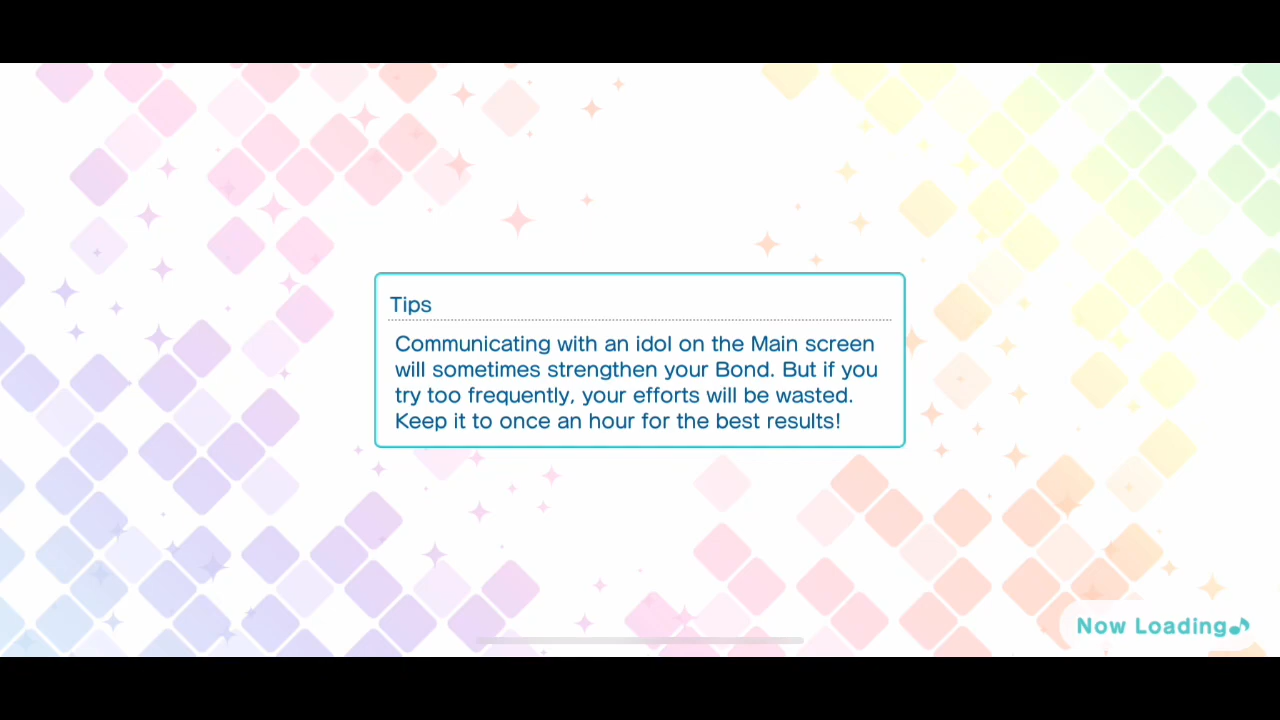 Tips
Communicating with an idol on the Main screen
will sometimes strengthen your Bond. But if you
try too frequently, your efforts will be wasted.
Keep it to once an hour for the best results!
Now Loading♪